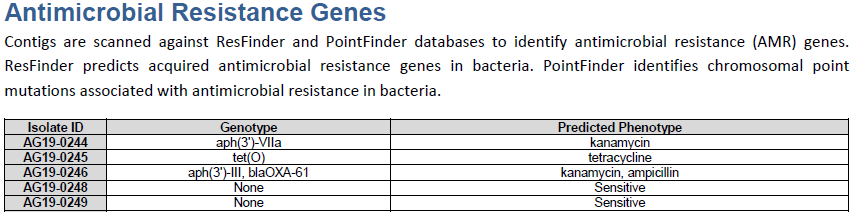 Antimicrobial Resistance Genes
Contigs are scanned against ResFinder and PointFinder databases to identify antimicrobial resistance (AMR) genes.
ResFinder predicts acquired antimicrobial resistance genes in bacteria. PointFinder identifies chromosomal point
mutations associated with antimicrobial resistance in bacteria.
Isolate ID Genotype Predicted Phenotype
AG19-0244 aph(3')-VIIa kanamycin
AG19-0245 tet(O) tetracycline
AG19-0246 aph(3')-III, blaOXA-61 kanamycin, ampicillin
AG19-0248 None Sensitive
AG19-0249 None Sensitive